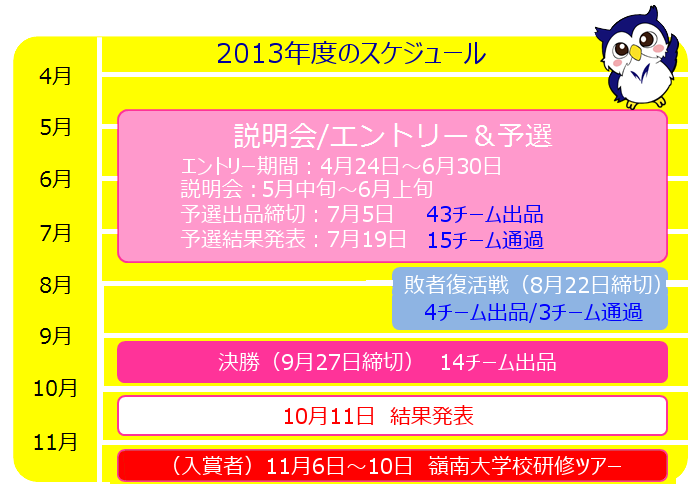 2013年度のスケジュール
4月
5月
説明会/エントリー＆予選
エントリー期間：4月24日～6月30日
6月
説明会：5月中旬～6月上旬
予選出品締切：7月5日 43チーム出品
7月
予選結果発表：7月19日 15チーム通過
8月
敗者復活戦（8月22日締切）
4チーム出品/3チーム通過
9月
決勝（9月27日締切） 14チーム出品
10月
10月11日 結果発表
11月
（入賞者）11月6日～10日 嶺南大学校研修ツアー